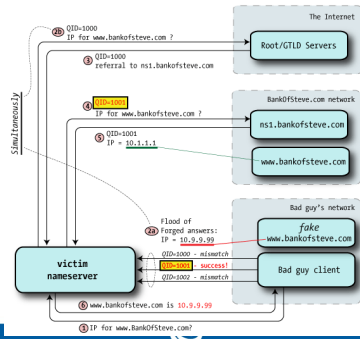 The Internet
2b QID=1000
IP for www.bankofsteve.com ?
Root/GTLD Servers
3 QID=1000
referral to ns1.bankofsteve.com
Simultaneously
BankOfSteve.com network
4 QID=1001
IP for www.bankofsteve.com ?
ns1.bankofsteve.com
5 QID=1001
IP = 10.1.1.1
www.bankofsteve.com
Bad guy's network
Flood of
2a Forged answers:
IP = 10.9.9.99
fake
www.bankofsteve.com
QID=1000 - mismatch
victim
nameserver
QID=1001 - success!
Bad guy client
QID=1002 - mismatch
6 www.bankofsteve.com is 10.9.9.99
1 IP for www.BankOfSteve.com?